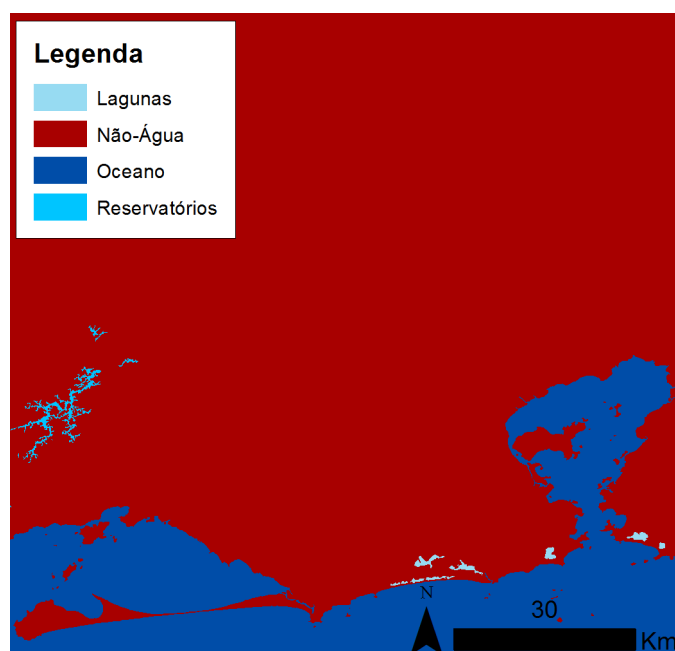 Legenda
Lagunas
Não-Água
Oceano
Reservatórios
N
30
Km